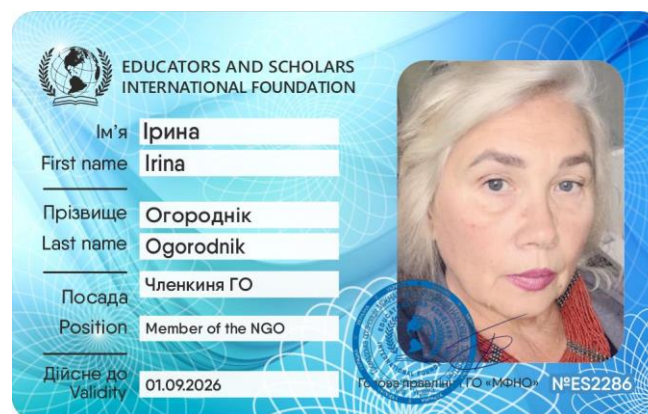 EDUCATORS AND SCHOLARS
INTERNATIONAL FOUNDATION
Ім'я Ірина
First name Irina
Прізвище Огороднік
Last name Ogorodnik
Посада Членкиня ГО
Position Member of the NGO
Дійсне до
Validity 01.09.2026
Голова правління ГО «МФНО» №ES2286